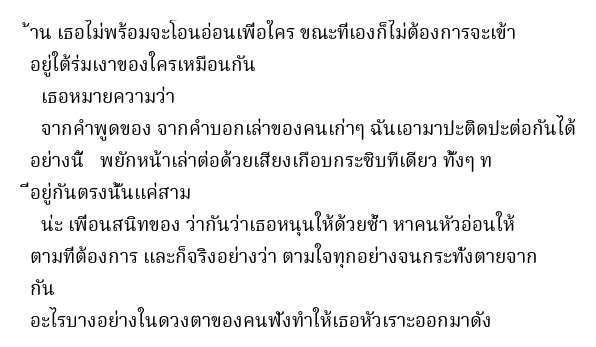 ้าน เธอไม่พร้อมจะโอนอ่อนเพื่อใคร ขณะที่เองก็ไม่ต้องการจะเข้า
อยู่ใต้ร่มเงาของใครเหมือนกัน
เธอหมายความว่า
จากคำพูดของ จากคำบอกเล่าของคนเก่าๆ ฉันเอามาปะติดปะต่อกันได้
อย่างนี้ พยักหน้าเล่าต่อด้วยเสียงเกือบกระซิบทีเดียว ทั้งๆ ท
ี่อยู่กันตรงนั้นแค่สาม
น่ะ เพื่อนสนิทของ ว่ากันว่าเธอหนุนให้ด้วยซ้ำ หาคนหัวอ่อนให้
ตามที่ต้องการ และก็จริงอย่างว่า ตามใจทุกอย่างจนกระทั่งตายจาก
กัน
อะไรบางอย่างในดวงตาของคนฟังทำให้เธอหัวเราะออกมาดัง